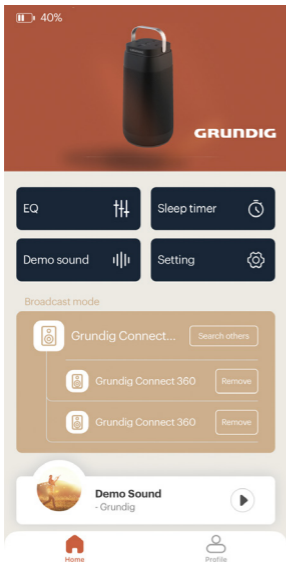 40%
GRUNDIG
EQ
Sleep timer
Demo sound
Setting
Broadcast mode
Grundig Connect...
Search others
Grundig Connect 360
Remove
Grundig Connect 360
Remove
Demo Sound
- Grundig
Home
Profile